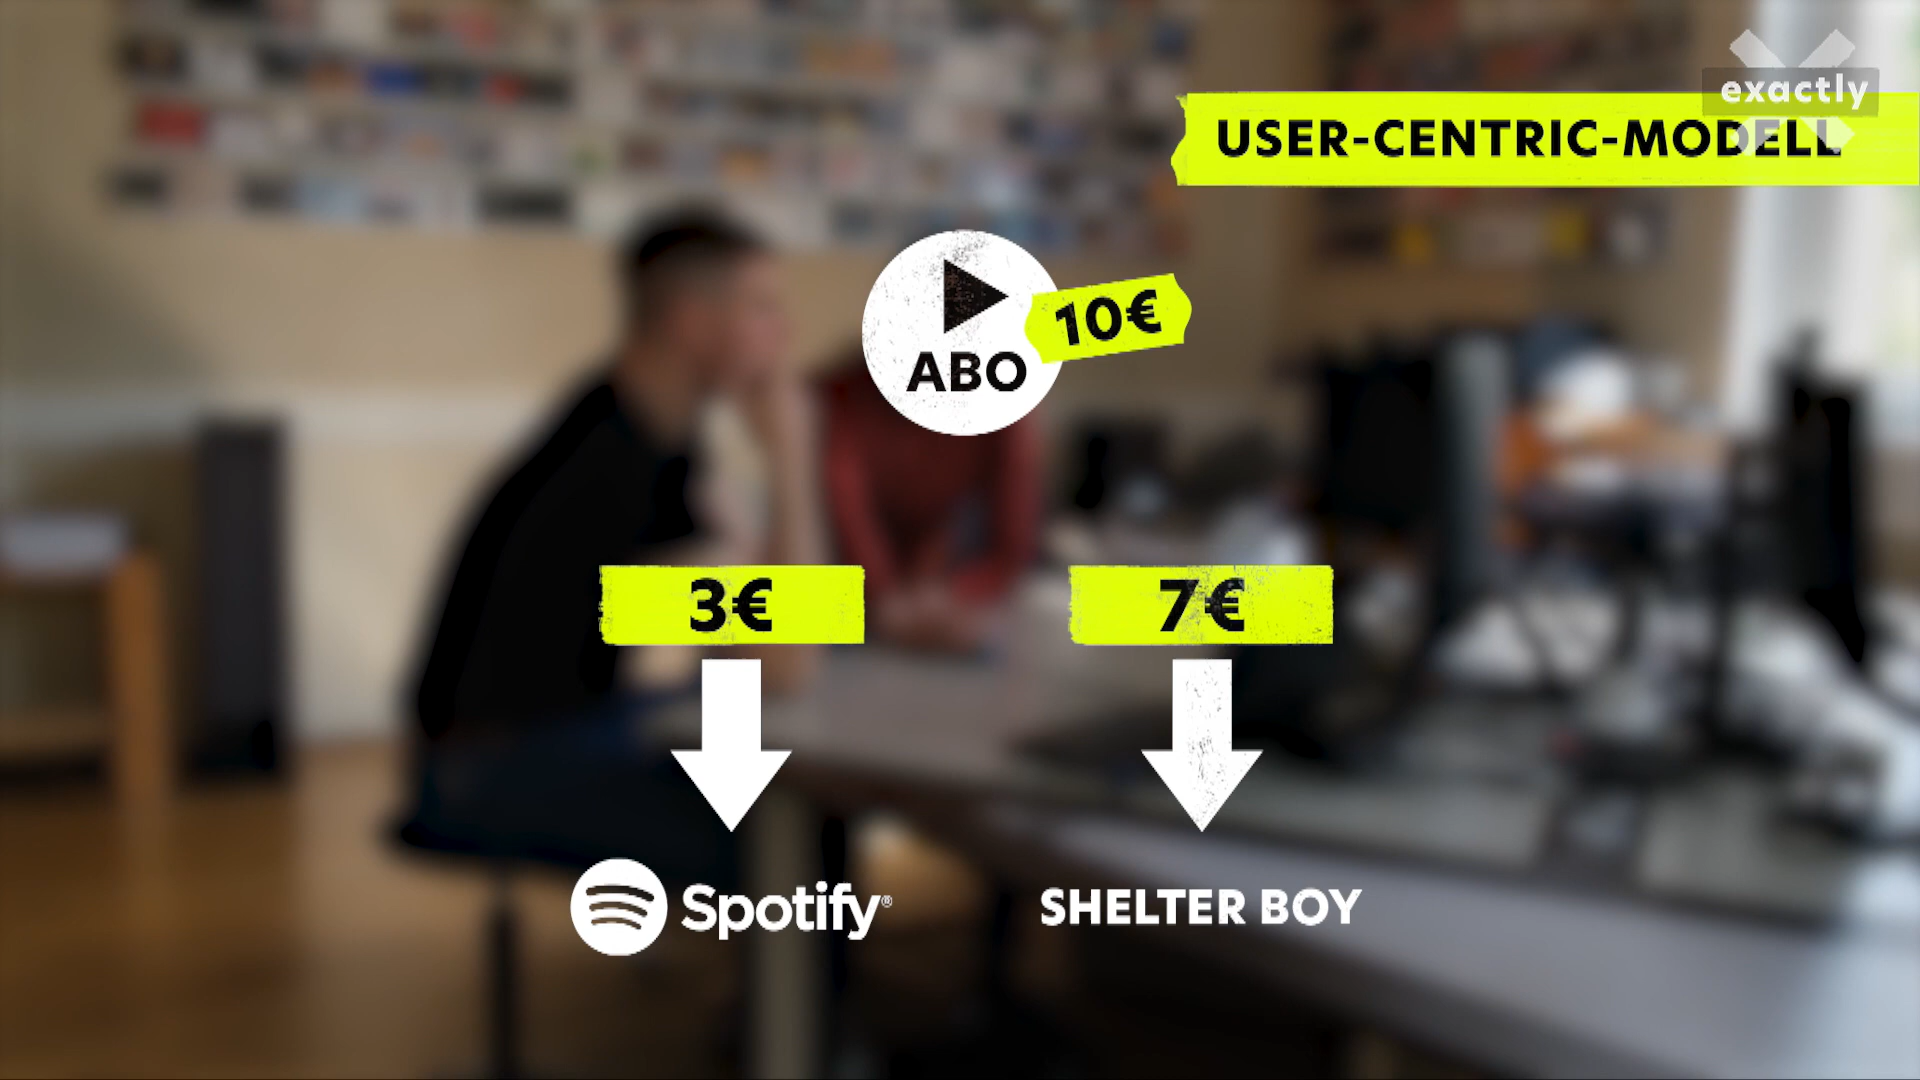 exactly
USER-CENTRIC-MODELL
10€
ABO
3€
7€
Spotify®
SHELTER BOY